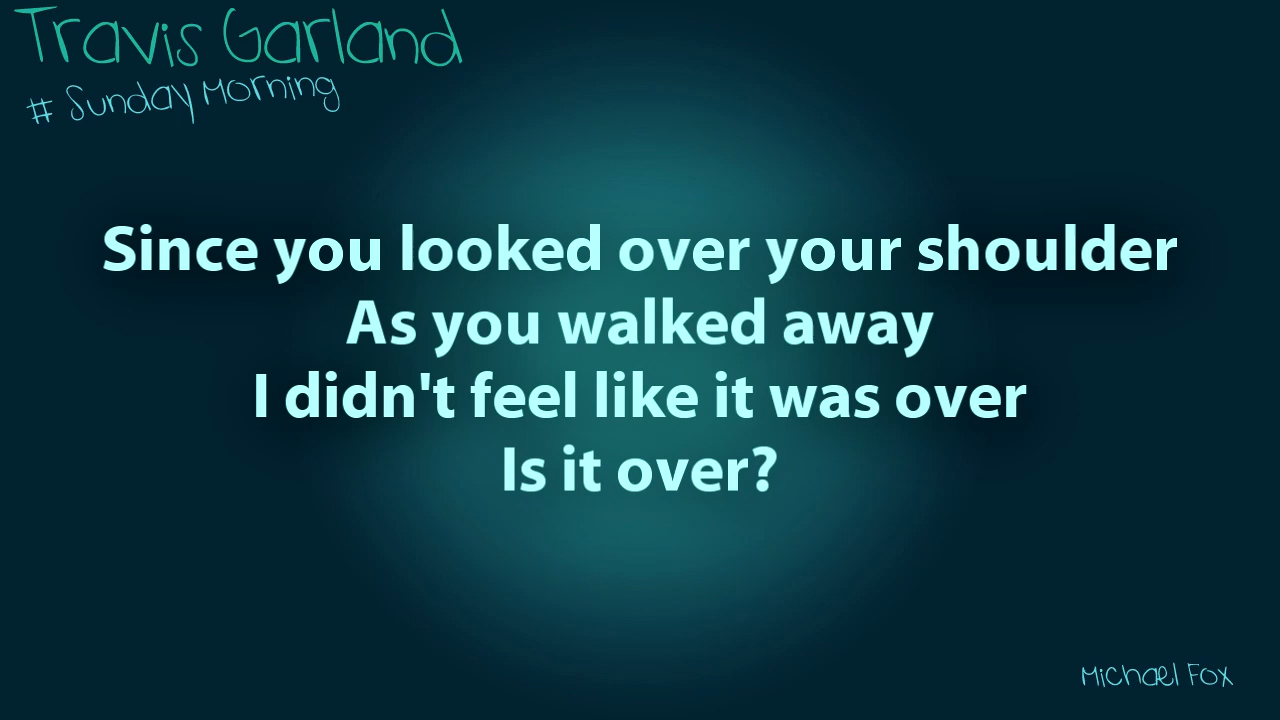 Travis Garland
# Sunday Morning
Since you looked over your shoulder
As you walked away
I didn't feel like it was over
Is it over?
Michael Fox